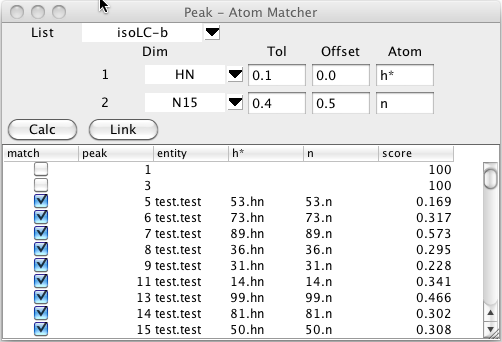 Peak - Atom Matcher
List isoLC-b
Dim Tol Offset Atom
1 HN 0.1 0.0 h*
2 N15 0.4 0.5 n
Calc Link
match peak entity h* n score
1 100
3 100
5 test.test 53.hn 53.n 0.169
6 test.test 73.hn 73.n 0.317
7 test.test 89.hn 89.n 0.573
8 test.test 36.hn 36.n 0.295
9 test.test 31.hn 31.n 0.228
11 test.test 14.hn 14.n 0.341
13 test.test 99.hn 99.n 0.466
14 test.test 81.hn 81.n 0.302
15 test.test 50.hn 50.n 0.308